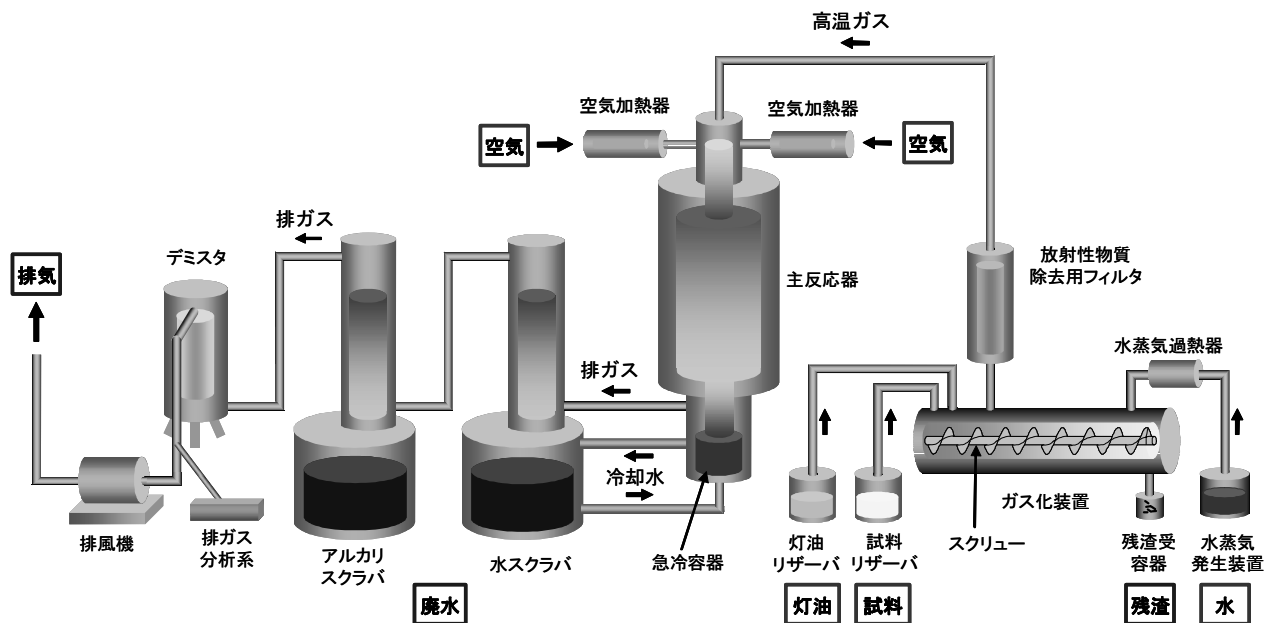 高温ガス
空気加熱器
空気加熱器
空気
空気
排ガス
デミスタ
排気
主反応器
放射性物質
除去用フィルタ
水蒸気過熱器
排ガス
冷却水
ガス化装置
スクリュー
排風機
排ガス
分析系
アルカリ
スクラバ
水スクラバ
急冷容器
灯油
リザーバ
試料
リザーバ
残渣受
容器
水蒸気
発生装置
廃水
灯油
試料
残渣
水